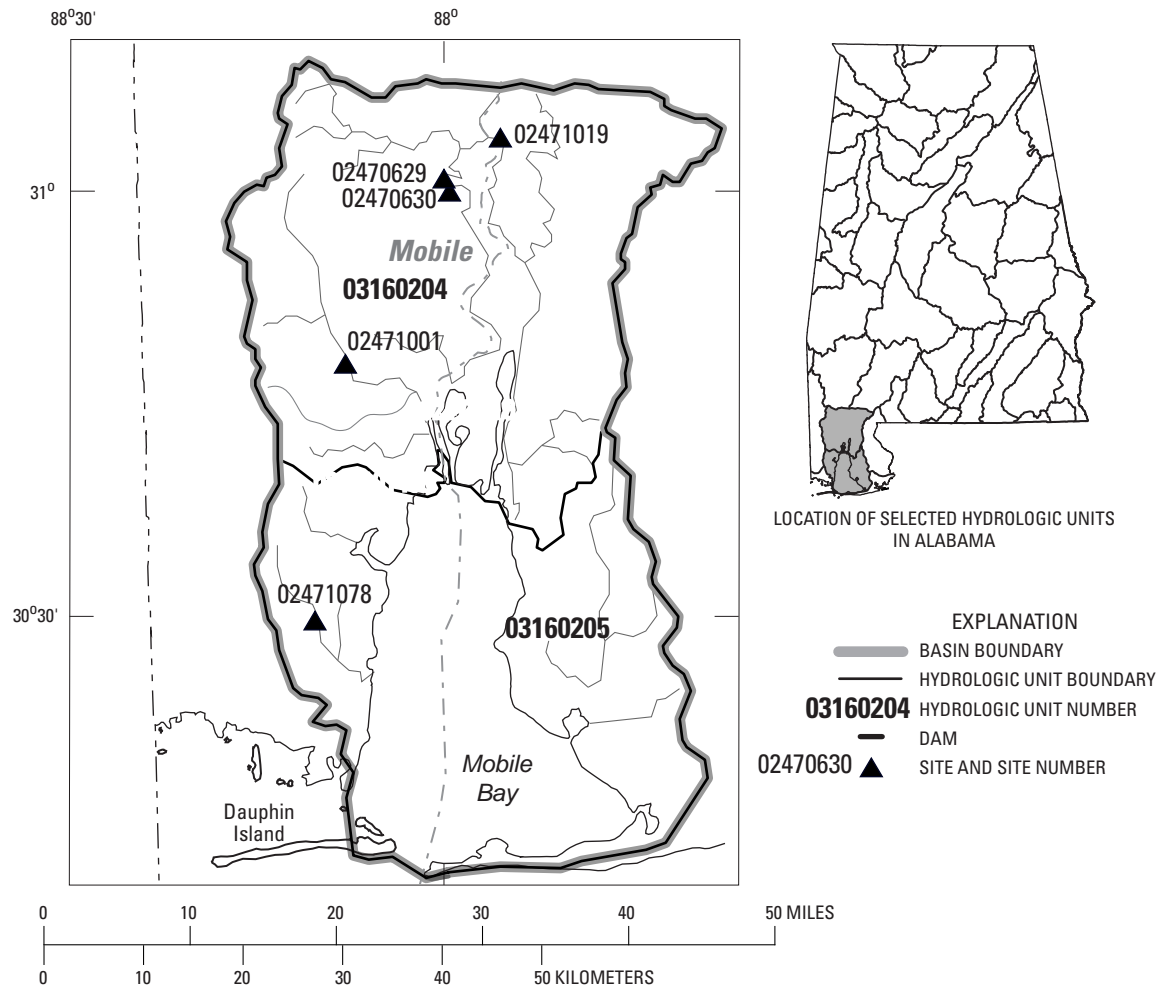 88°30'
88°
02471019
02470629
31°
02470630
Mobile
03160204
02471001
LOCATION OF SELECTED HYDROLOGIC UNITS
IN ALABAMA
02471078
30°30'
03160205
EXPLANATION
BASIN BOUNDARY
HYDROLOGIC UNIT BOUNDARY
03160204 HYDROLOGIC UNIT NUMBER
DAM
02470630 SITE AND SITE NUMBER
Mobile
Bay
Dauphin
Island
0 10 20 30 40 50 MILES
0 10 20 30 40 50 KILOMETERS